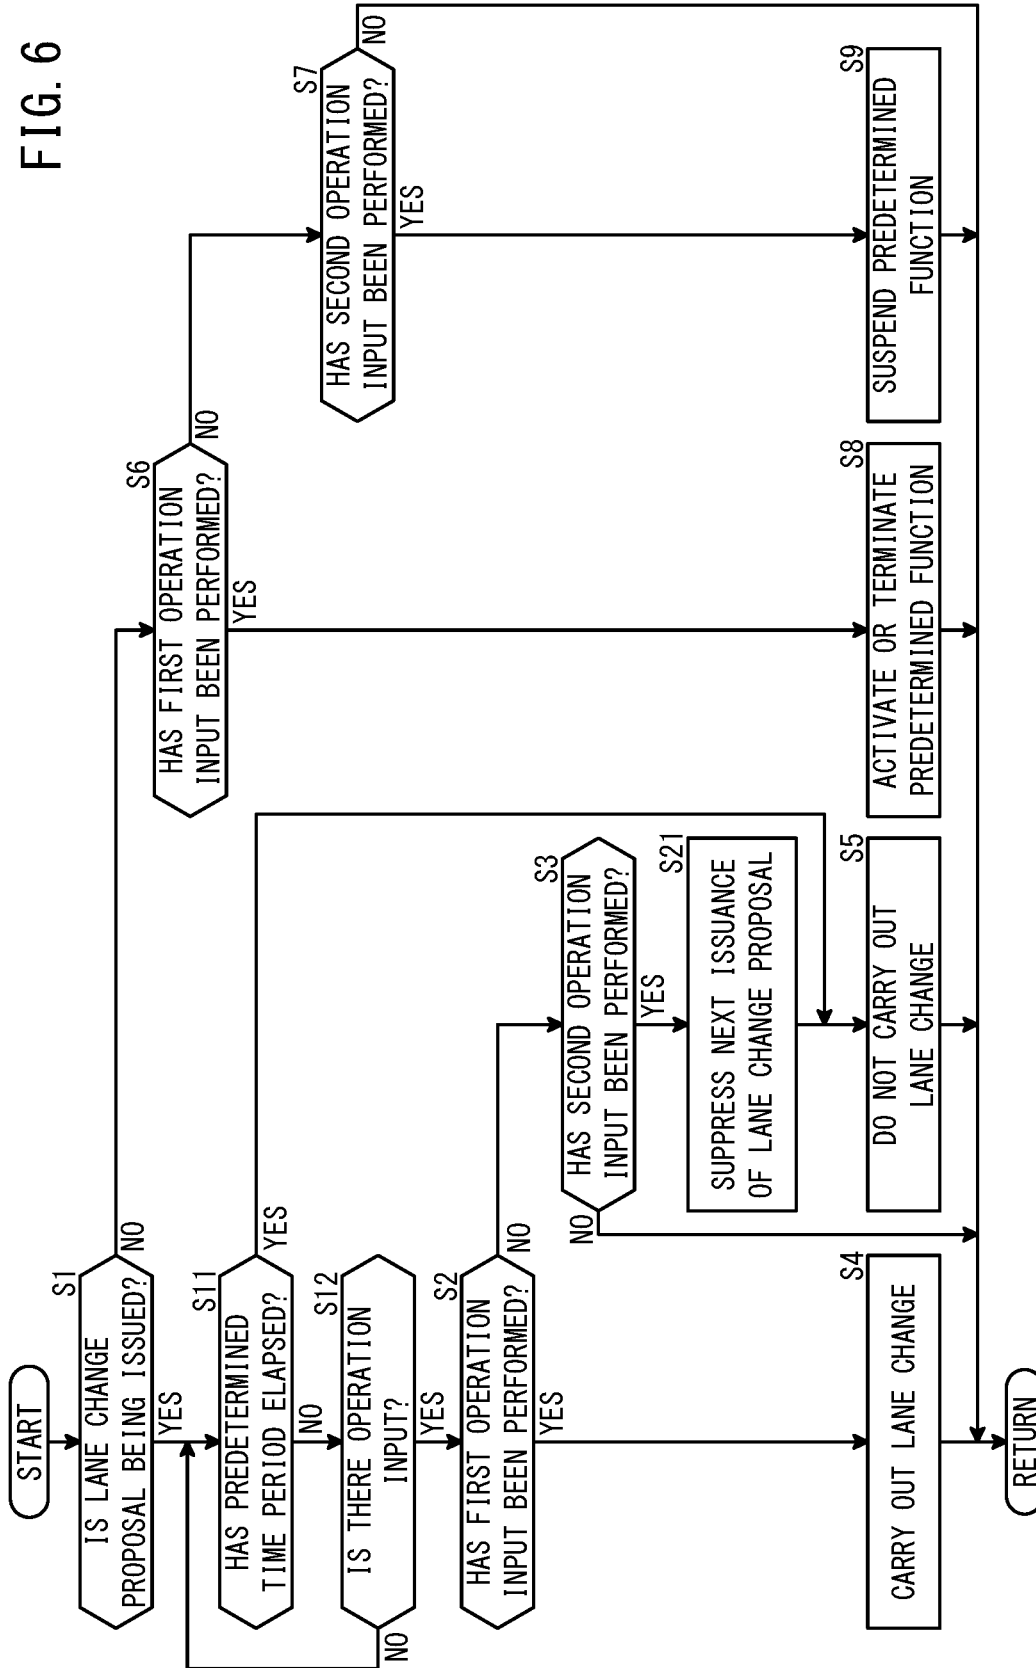 FIG. 6
START
S1
IS LANE CHANGE
PROPOSAL BEING ISSUED?
NO
YES
S11
HAS PREDETERMINED
TIME PERIOD ELAPSED?
YES
NO
S12
IS THERE OPERATION
INPUT?
NO
YES
S2
HAS FIRST OPERATION
INPUT BEEN PERFORMED?
NO
YES
S3
HAS SECOND OPERATION
INPUT BEEN PERFORMED?
NO
YES
S21
SUPPRESS NEXT ISSUANCE
OF LANE CHANGE PROPOSAL
S6
HAS FIRST OPERATION
INPUT BEEN PERFORMED?
NO
YES
S7
HAS SECOND OPERATION
INPUT BEEN PERFORMED?
NO
YES
S4
CARRY OUT LANE CHANGE
S5
DO NOT CARRY OUT
LANE CHANGE
S8
ACTIVATE OR TERMINATE
PREDETERMINED FUNCTION
S9
SUSPEND PREDETERMINED
FUNCTION
RETURN